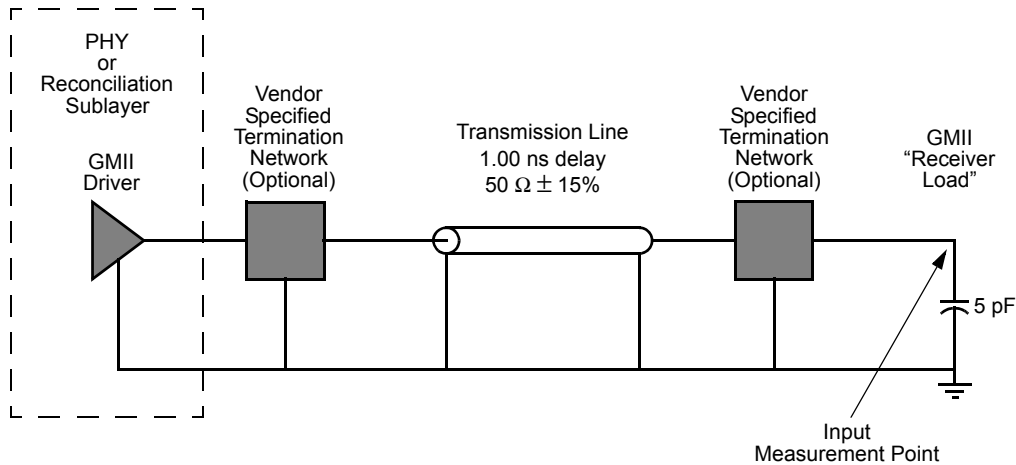 PHY
or
Reconciliation
Sublayer
GMII
Driver
Vendor
Specified
Termination
Network
(Optional)
Transmission Line
1.00 ns delay
50 Ω ± 15%
Vendor
Specified
Termination
Network
(Optional)
GMII
“Receiver
Load”
5 pF
Input
Measurement Point